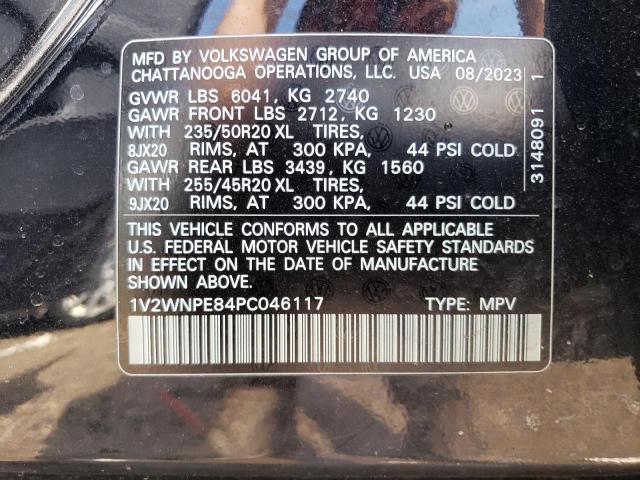 MFD BY VOLKSWAGEN GROUP OF AMERICA
CHATTANOOGA OPERATIONS, LLC. USA 08/2023
GVWR LBS 6041, KG 2740
GAWR FRONT LBS 2712, KG 1230
WITH 235/50R20 XL TIRES,
8JX20 RIMS, AT 300 KPA, 44 PSI COLD
GAWR REAR LBS 3439, KG 1560
WITH 255/45R20 XL TIRES,
9JX20 RIMS, AT 300 KPA, 44 PSI COLD
THIS VEHICLE CONFORMS TO ALL APPLICABLE
U.S. FEDERAL MOTOR VEHICLE SAFETY STANDARDS
IN EFFECT ON THE DATE OF MANUFACTURE
SHOWN ABOVE.
1V2WNPE84PC046117 TYPE: MPV
3148091 1